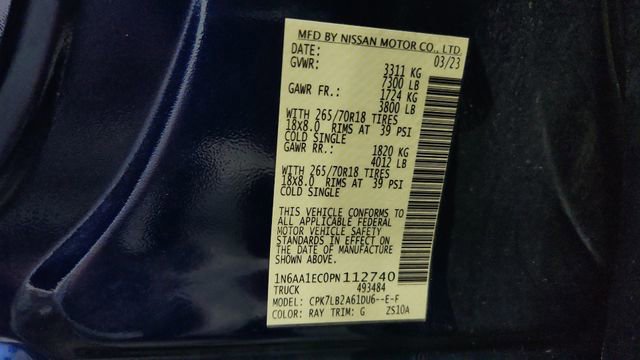 MFD BY NISSAN MOTOR CO., LTD.
DATE: 03/23
GVWR: 3311 KG
7300 LB
GAWR FR.: 1724 KG
3800 LB
WITH 265/70R18 TIRES
18X8.0 RIMS AT 39 PSI
COLD SINGLE
GAWR RR.: 1820 KG
4012 LB
WITH 265/70R18 TIRES
18X8.0 RIMS AT 39 PSI
COLD SINGLE
THIS VEHICLE CONFORMS TO
ALL APPLICABLE FEDERAL
MOTOR VEHICLE SAFETY
STANDARDS IN EFFECT ON
THE DATE OF MANUFACTURE
SHOWN ABOVE.
1N6AA1EC0PN112740
TRUCK 493484
MODEL: CPK7LB2A61DU6--E-F
COLOR: RAY TRIM: G ZS10A